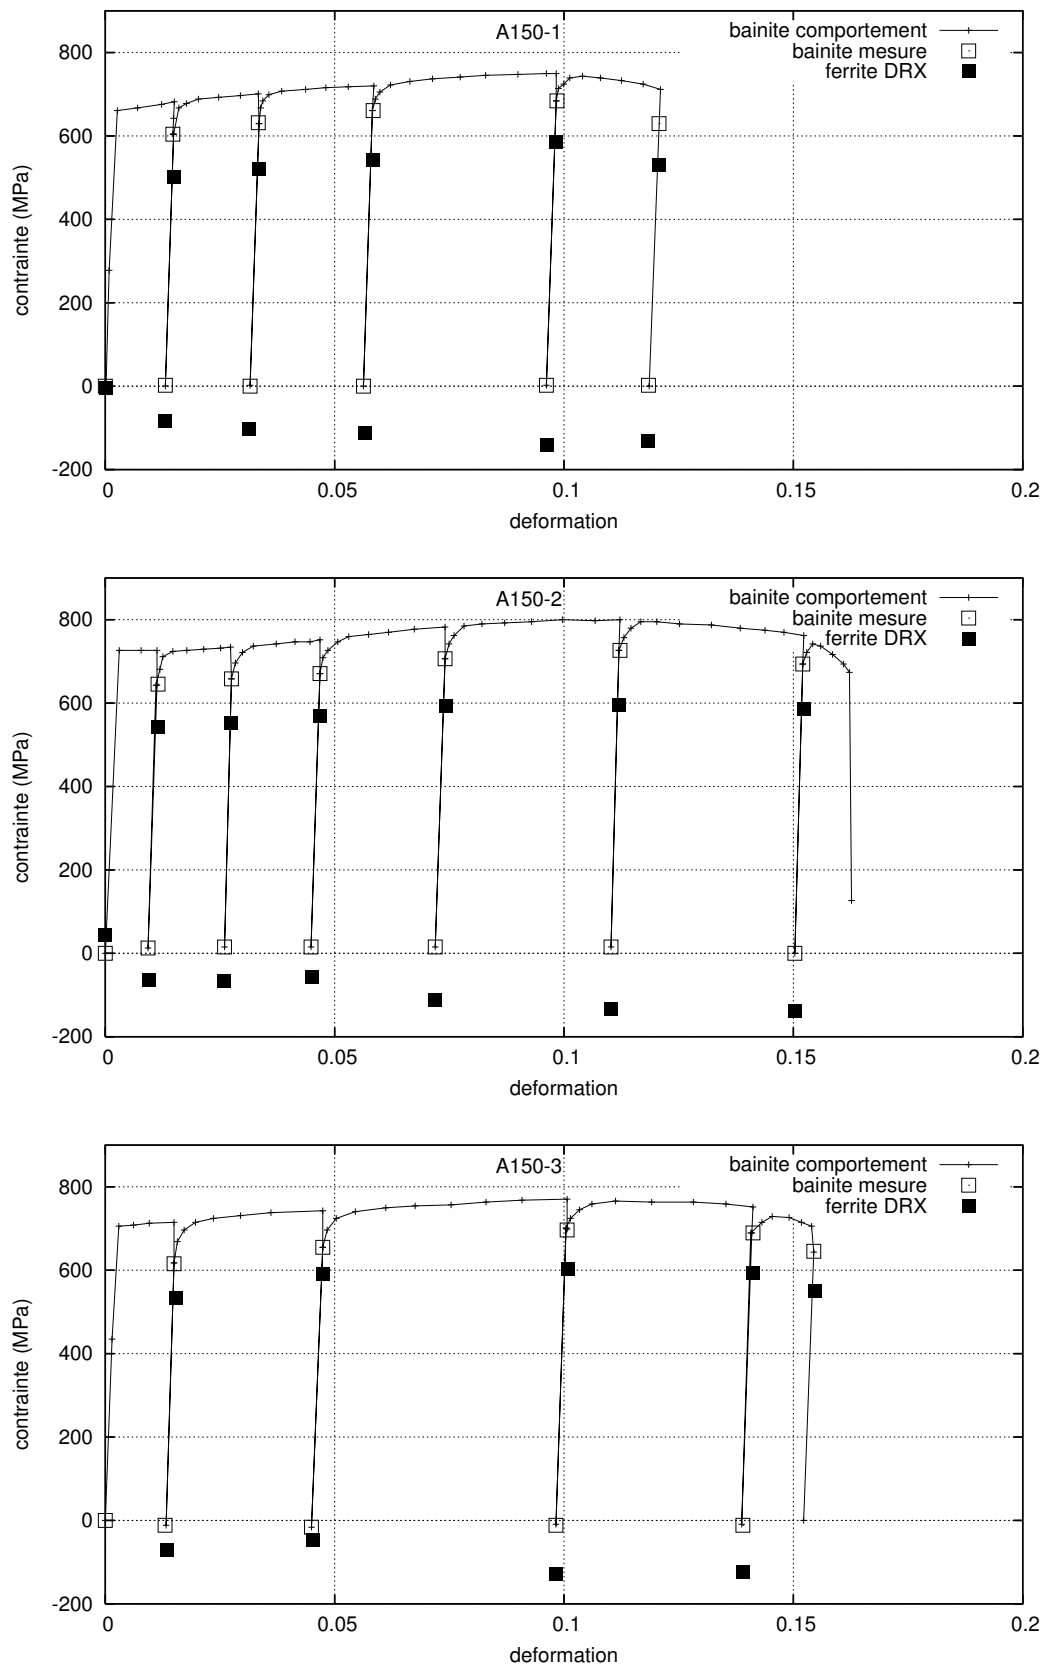 A150-1
bainite comportement
bainite mesure
ferrite DRX
800
600
400
200
0
-200
contrainte (MPa)
0
0.05
0.1
0.15
0.2
deformation
A150-2
bainite comportement
bainite mesure
ferrite DRX
800
600
400
200
0
-200
contrainte (MPa)
0
0.05
0.1
0.15
0.2
deformation
A150-3
bainite comportement
bainite mesure
ferrite DRX
800
600
400
200
0
-200
contrainte (MPa)
0
0.05
0.1
0.15
0.2
deformation